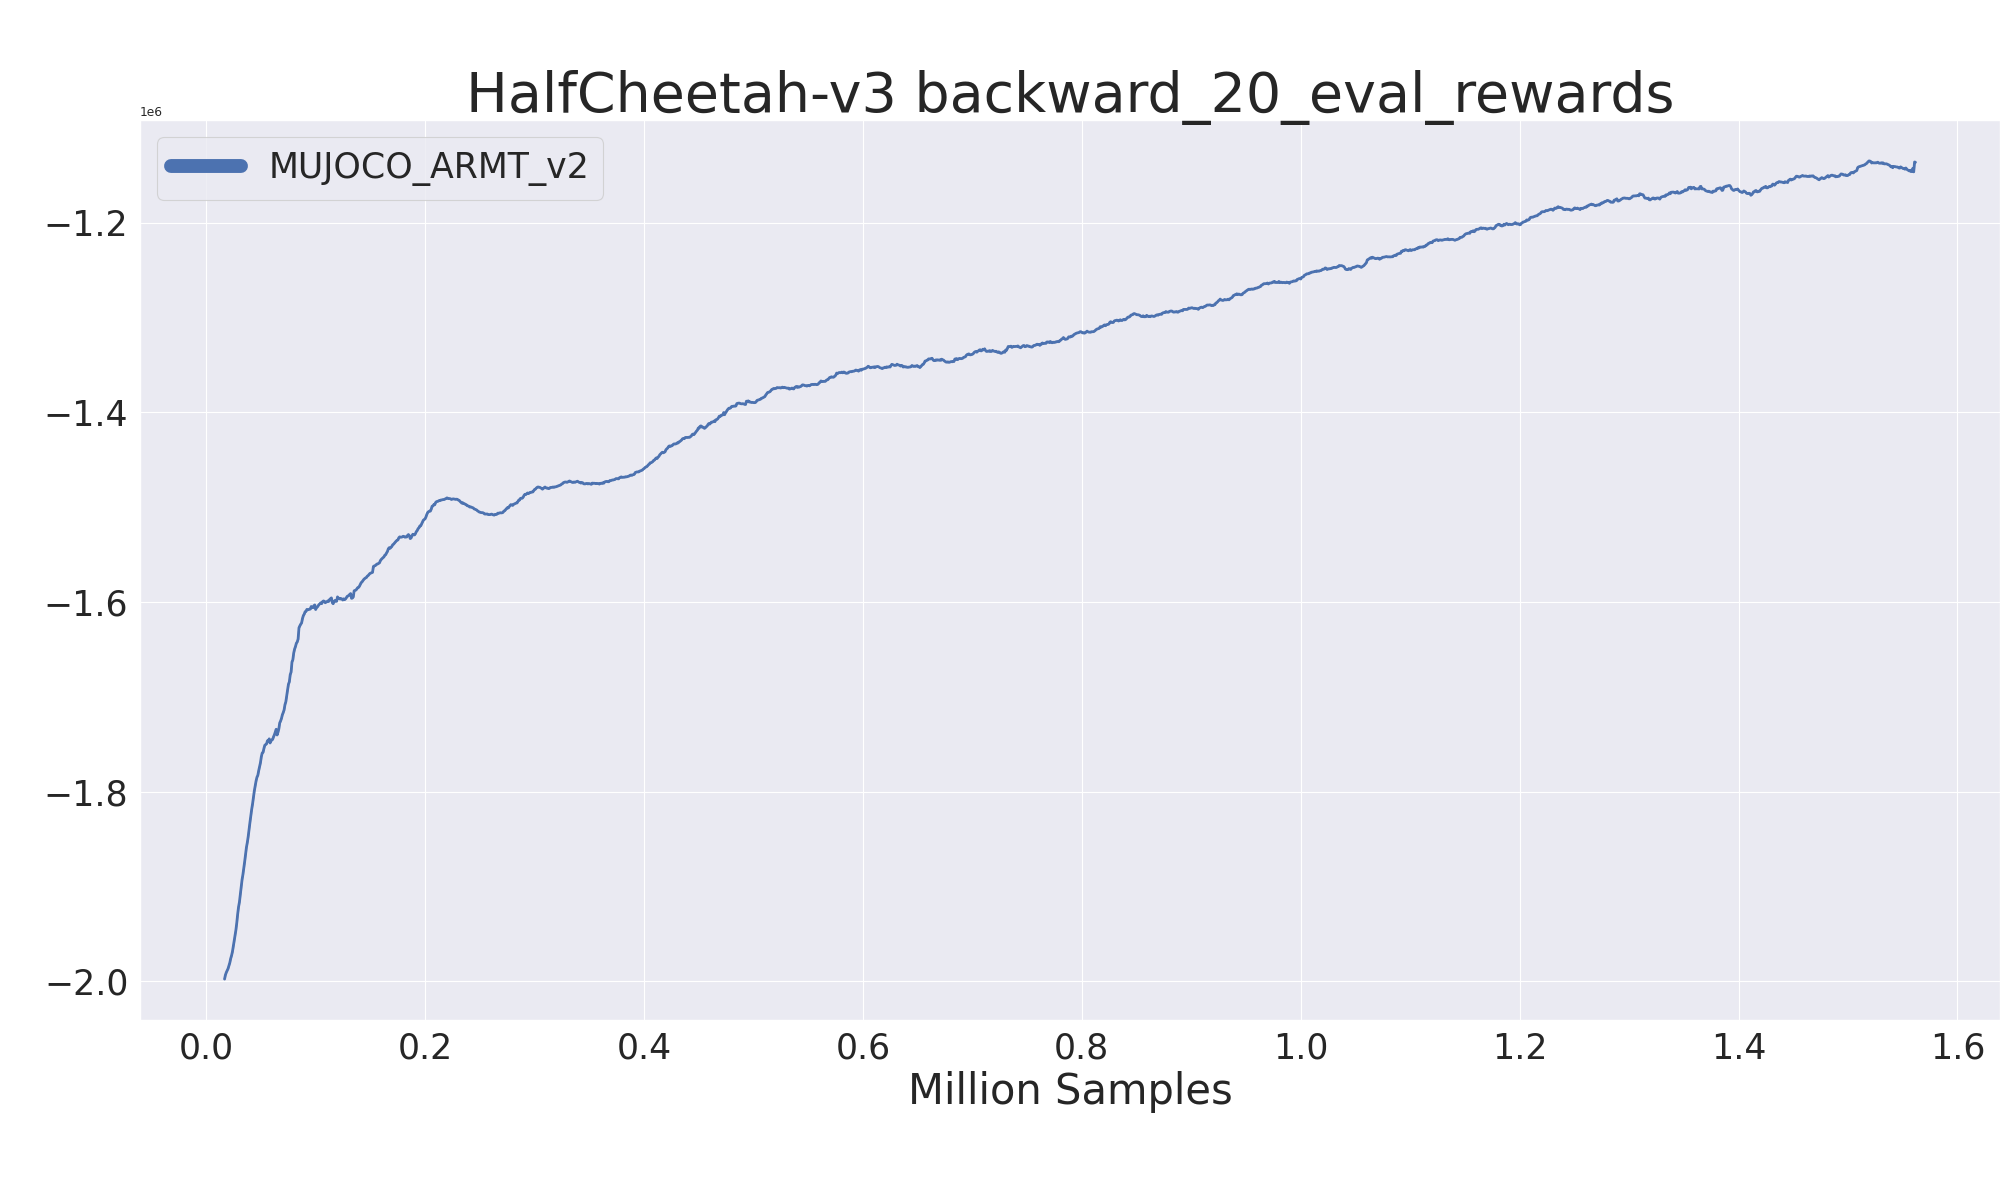 HalfCheetah-v3 backward_20_eval_rewards
1e6
MUJOCO_ARMT_v2
−1.2
−1.4
−1.6
−1.8
−2.0
0.0 0.2 0.4 0.6 0.8 1.0 1.2 1.4 1.6
Million Samples